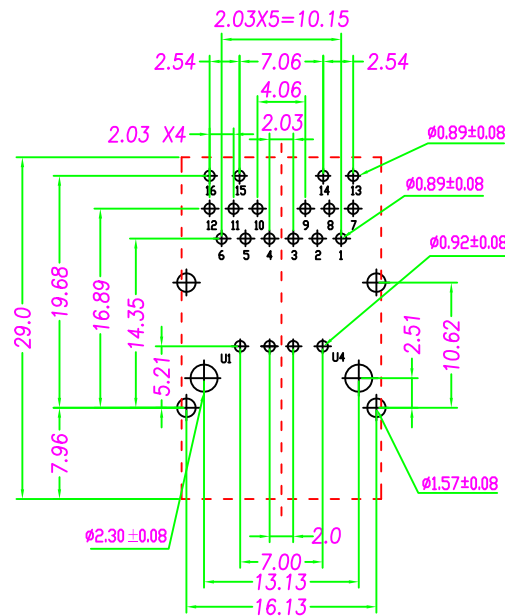 2.03X5=10.15
2.54 7.06 2.54
4.06
2.03 X4 2.03
ø0.89±0.08
16 15 14 13
ø0.89±0.08
12 11 10 9 8 7
6 5 4 3 2 1
ø0.92±0.08
29.0 19.68 16.89 14.35 5.21 2.51 10.62
U1 U4
7.96
ø1.57±0.08
ø2.30±0.08
2.0
7.00
13.13
16.13